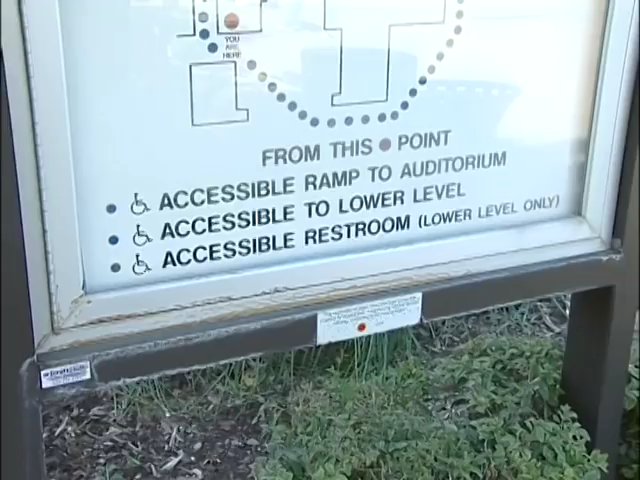 YOU
ARE
HERE
FROM THIS POINT
ACCESSIBLE RAMP TO AUDITORIUM
ACCESSIBLE TO LOWER LEVEL
ACCESSIBLE RESTROOM (LOWER LEVEL ONLY)